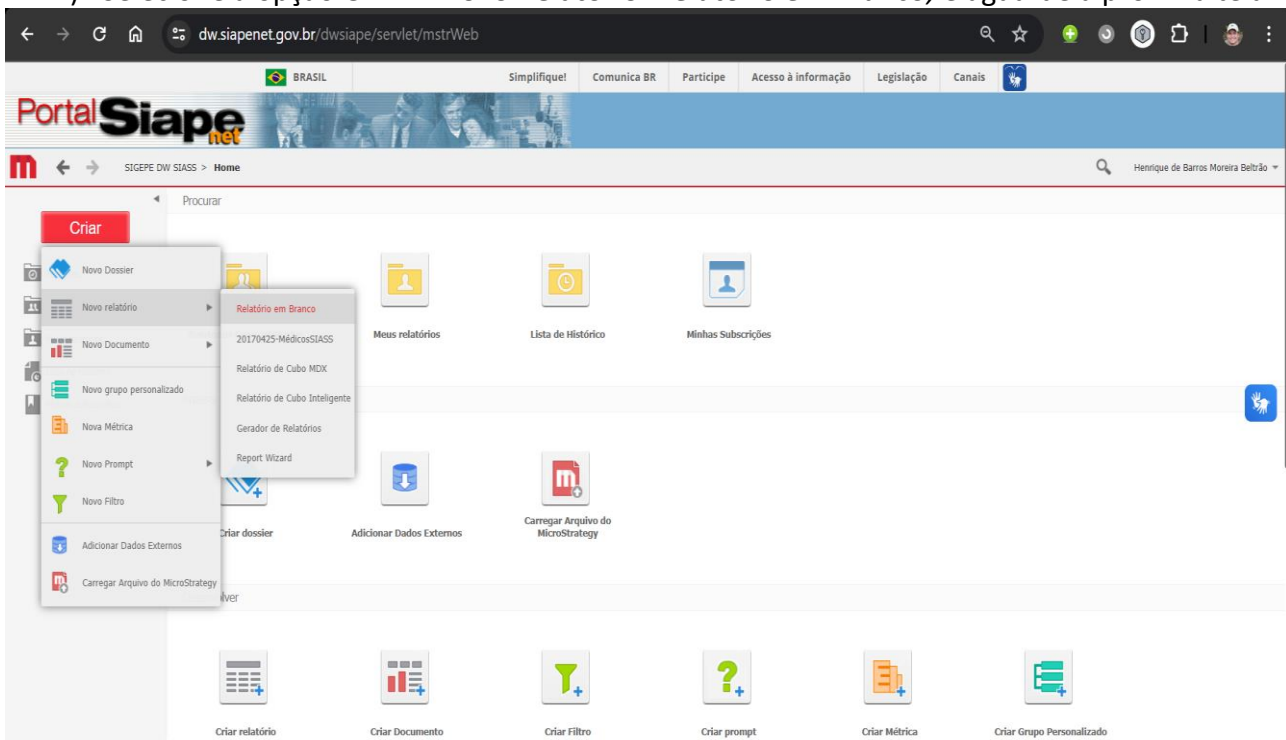 dw.siapenet.gov.br/dwsiape/servlet/mstrWeb
BRASIL Simplifique! Comunica BR Participe Acesso à informação Legislação Canais
Portal Siape net
SIGEPE DW SIASS > Home Henrique de Barros Moreira Beltrão
Procurar
Criar
Novo Dossier
Novo relatório
Novo Documento
Novo grupo personalizado
Nova Métrica
Novo Prompt
Novo Filtro
Adicionar Dados Externos
Carregar Arquivo do MicroStrategy
Relatório em Branco
20170425-MédicosSIASS
Relatório de Cubo MDX
Relatório de Cubo Inteligente
Gerador de Relatórios
Report Wizard
Meus relatórios Lista de Histórico Minhas Subscrições
Criar dossier Adicionar Dados Externos Carregar Arquivo do
MicroStrategy
Criar relatório Criar Documento Criar Filtro Criar prompt Criar Métrica Criar Grupo Personalizado